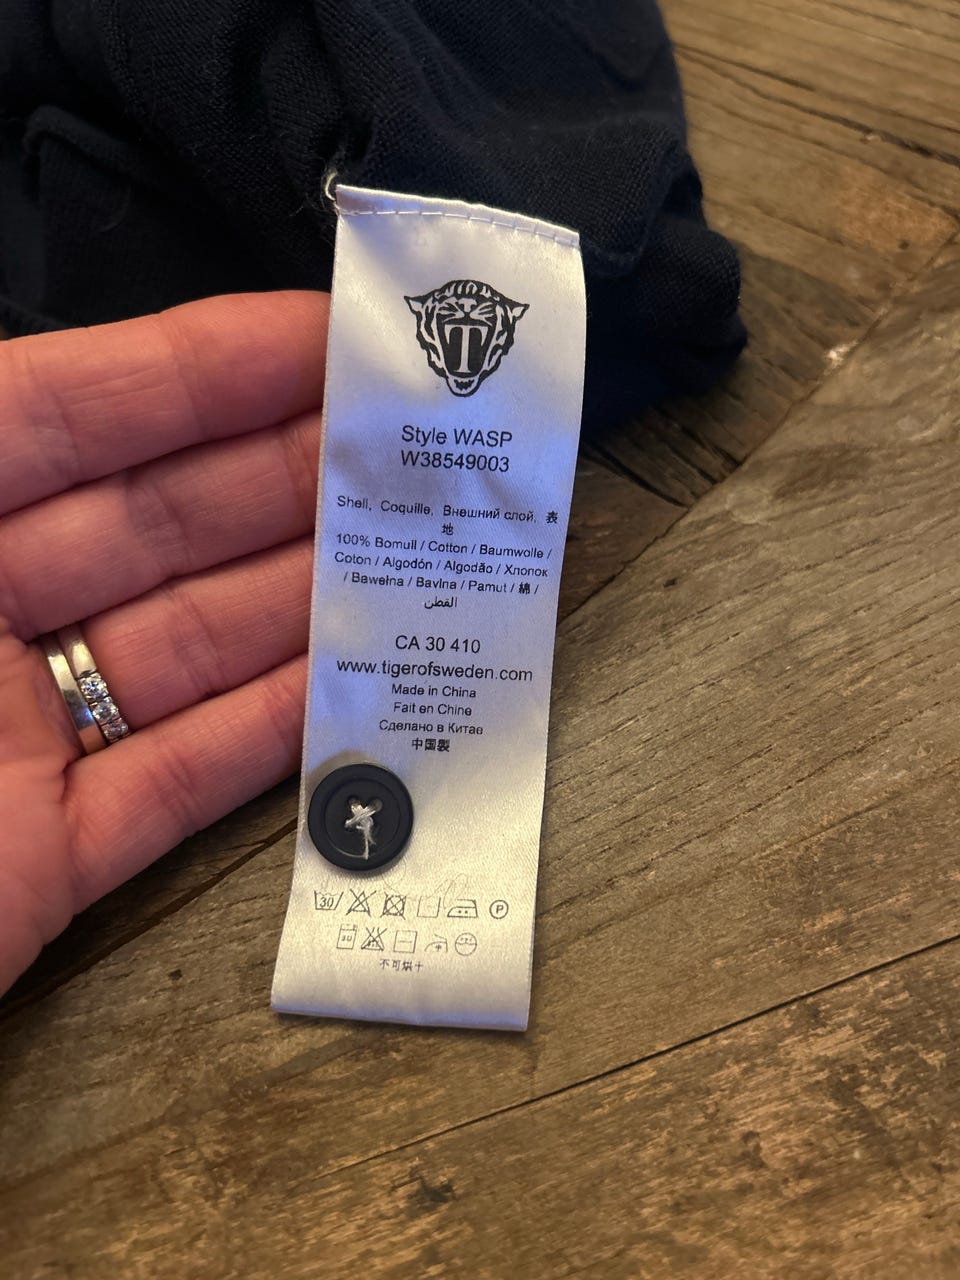 T
Style WASP
W38549003
Shell, Coquille, Внешний слой, 表
地
100% Bomull / Cotton / Baumwolle /
Coton / Algodón / Algodão / Хлопок
/ Bawełna / Bavlna / Pamut / 綿 /
القطن
CA 30 410
www.tigerofsweden.com
Made in China
Fait en Chine
Сделано в Китае
中国製
30 P
30
不可烘干